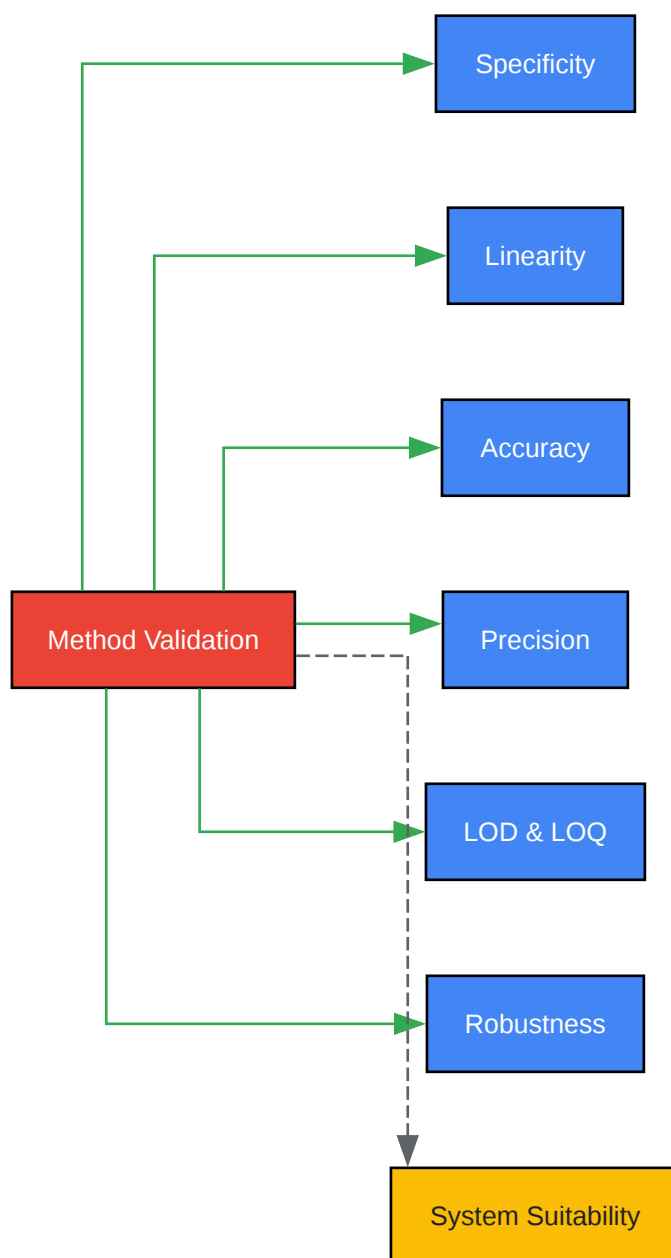 Specificity
Linearity
Accuracy
Method Validation
Precision
LOD & LOQ
Robustness
System Suitability